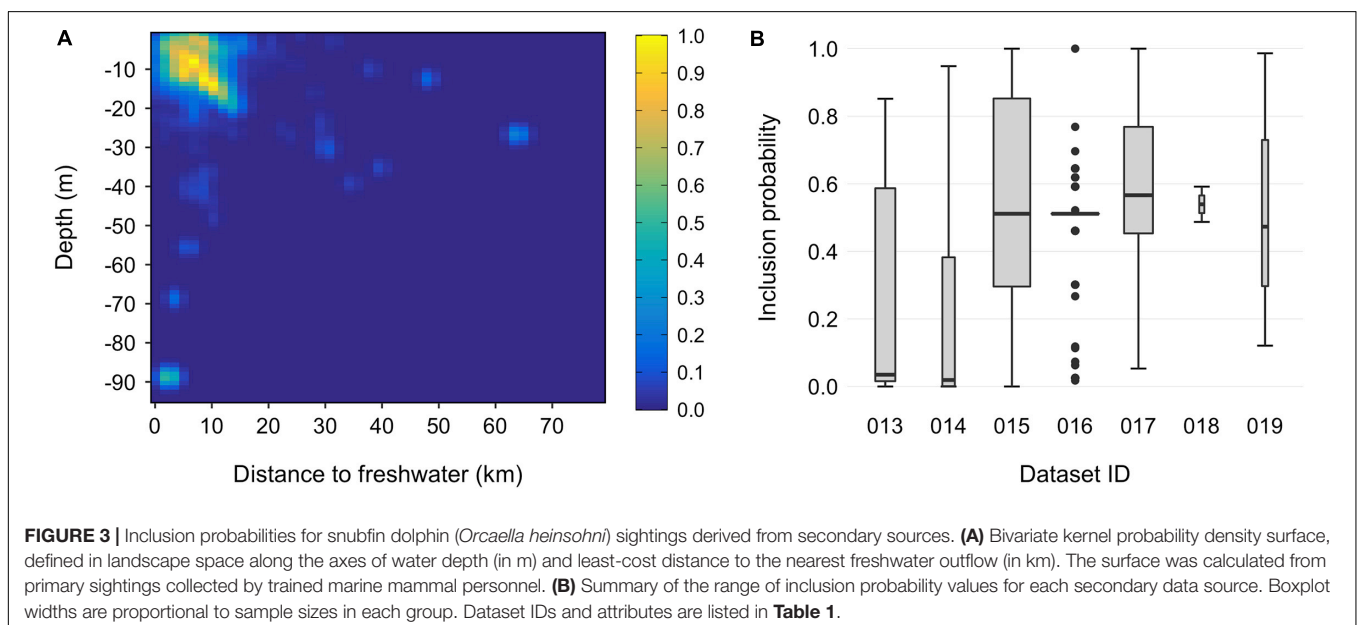 A
Depth (m)
-10
-20
-30
-40
-50
-60
-70
-80
-90
0 10 20 30 40 50 60 70
Distance to freshwater (km)
1.0
0.9
0.8
0.7
0.6
0.5
0.4
0.3
0.2
0.1
0.0
B
Inclusion probability
1.0
0.8
0.6
0.4
0.2
0.0
013 014 015 016 017 018 019
Dataset ID
FIGURE 3 | Inclusion probabilities for snubfin dolphin (Orcaella heinsohni) sightings derived from secondary sources. (A) Bivariate kernel probability density surface,
defined in landscape space along the axes of water depth (in m) and least-cost distance to the nearest freshwater outflow (in km). The surface was calculated from
primary sightings collected by trained marine mammal personnel. (B) Summary of the range of inclusion probability values for each secondary data source. Boxplot
widths are proportional to sample sizes in each group. Dataset IDs and attributes are listed in Table 1.